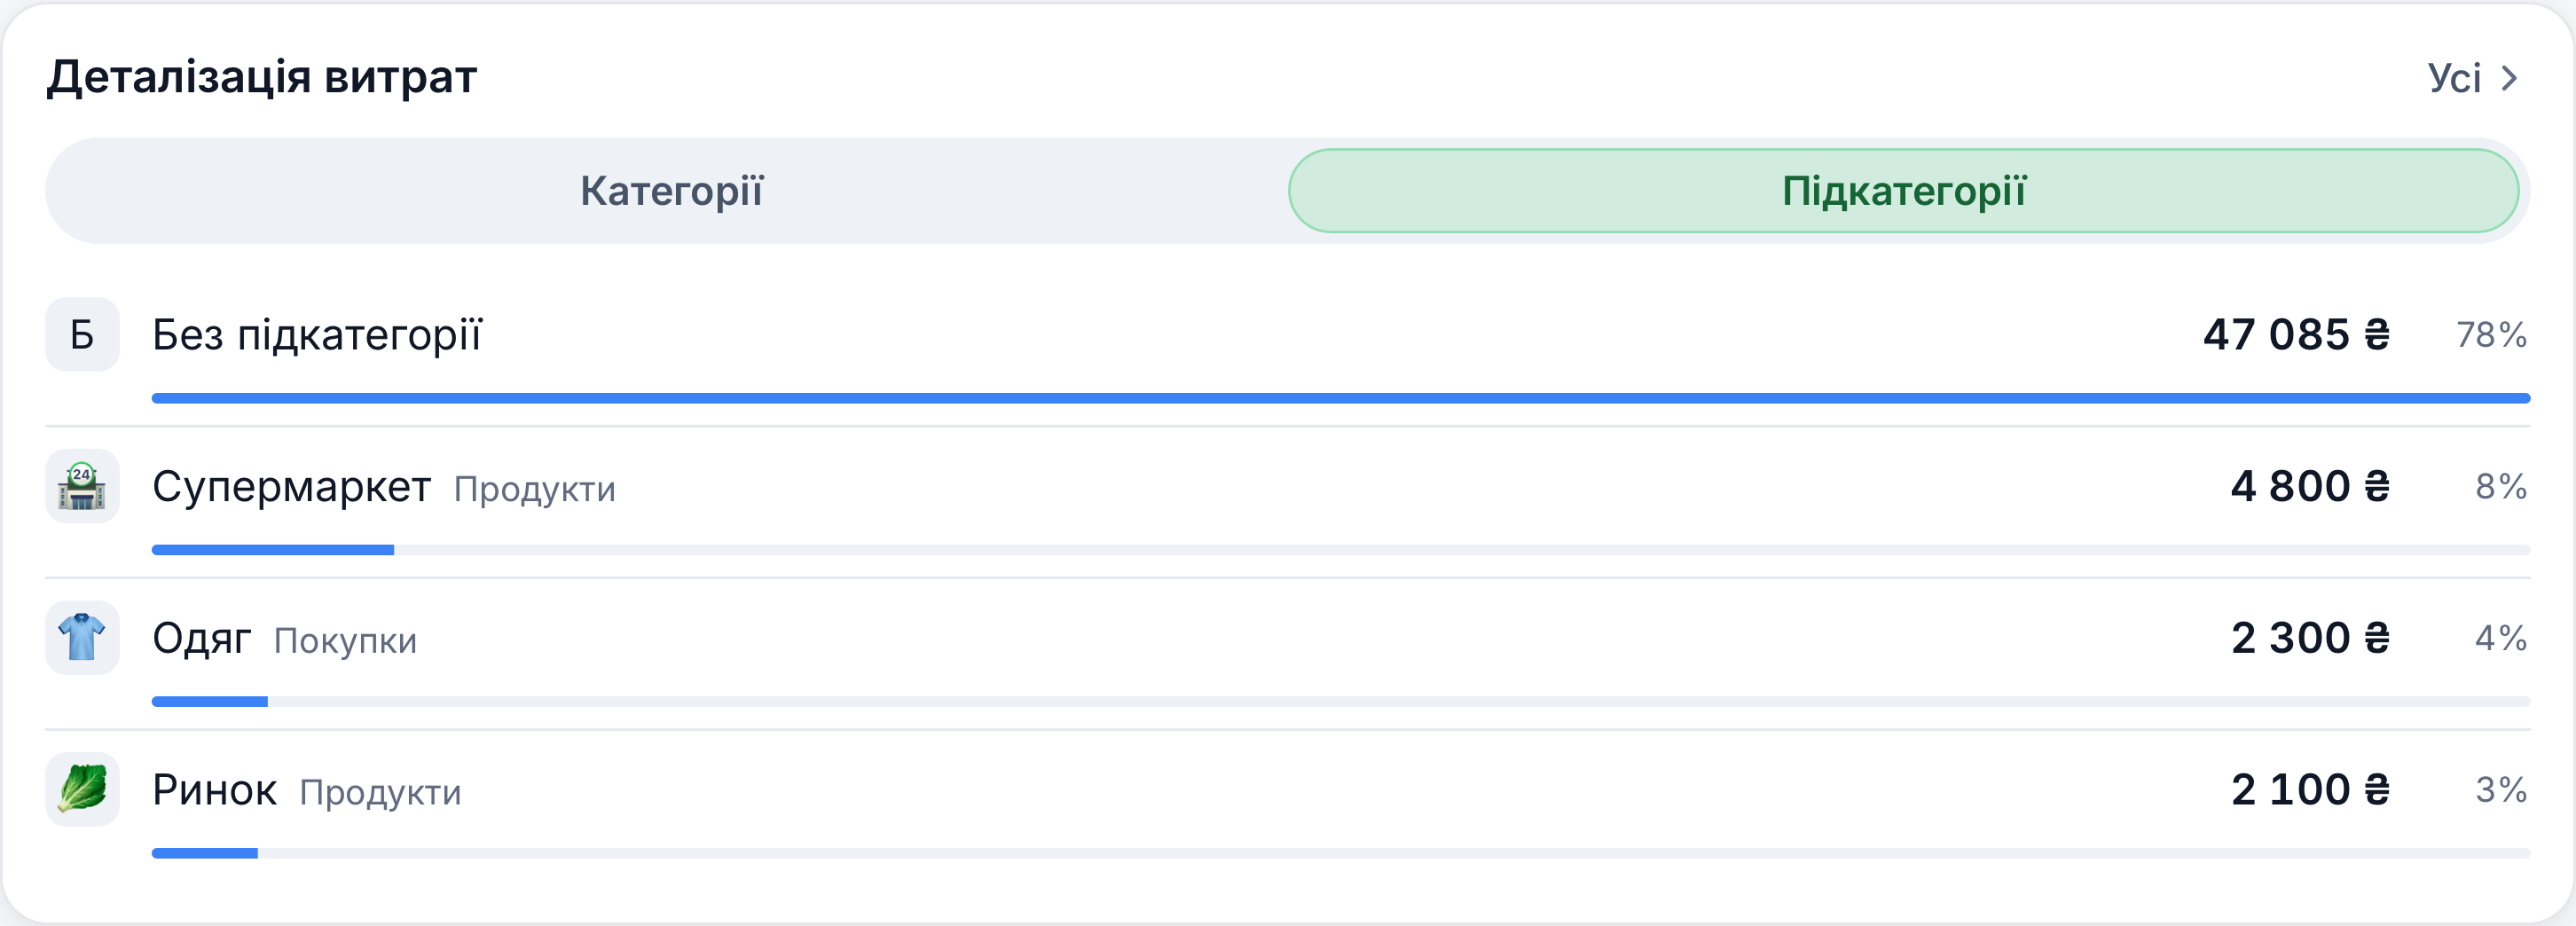 Деталізація витрат Усі
Категорії Підкатегорії
Б Без підкатегорії 47 085 ₴ 78%
24 Супермаркет Продукти 4 800 ₴ 8%
Одяг Покупки 2 300 ₴ 4%
Ринок Продукти 2 100 ₴ 3%